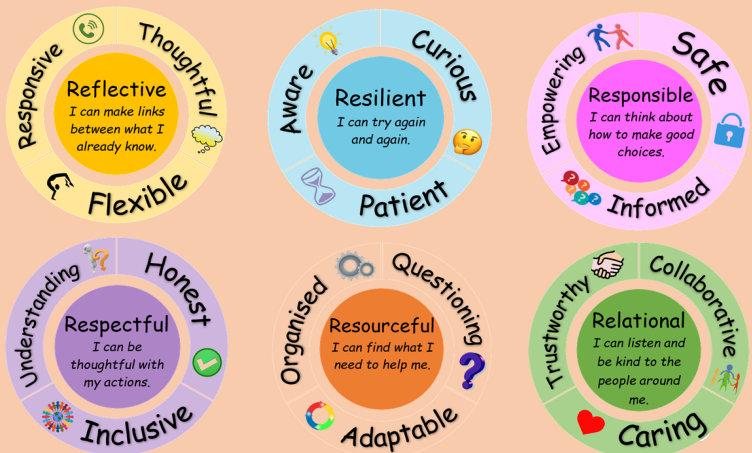 Responsive
Thoughtful
Flexible
Reflective
I can make links
between what I
already know.
Aware
Curious
Patient
Resilient
I can try again
and again.
Empowering
Safe
Informed
Responsible
I can think about
how to make good
choices.
Understanding
Honest
Inclusive
Respectful
I can be
thoughtful with
my actions.
Organised
Questioning
Adaptable
Resourceful
I can find what I
need to help me.
Trustworthy
Collaborative
Caring
Relational
I can listen and
be kind to the
people around
me.